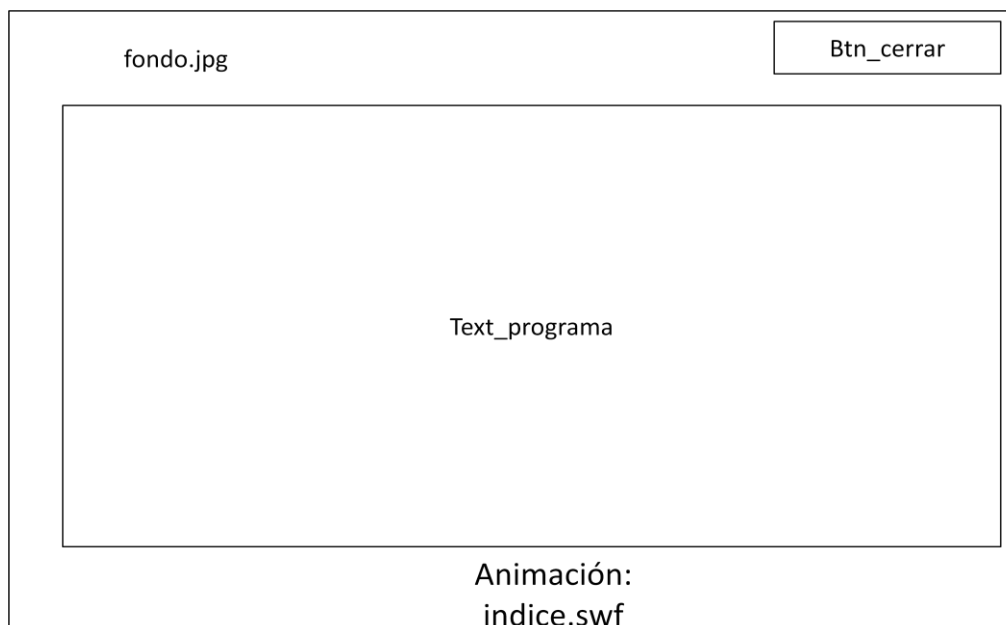 fondo.jpg
Btn_cerrar
Text_programa
Animación:
indice.swf